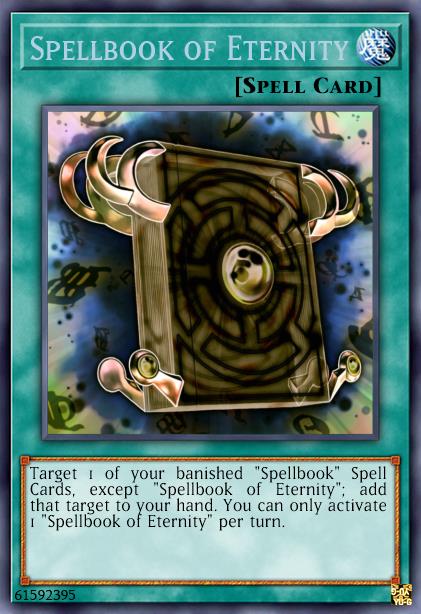 Spellbook of Eternity
[Spell Card]
Target 1 of your banished "Spellbook" Spell
Cards, except "Spellbook of Eternity"; add
that target to your hand. You can only activate
1 "Spellbook of Eternity" per turn.
61592395